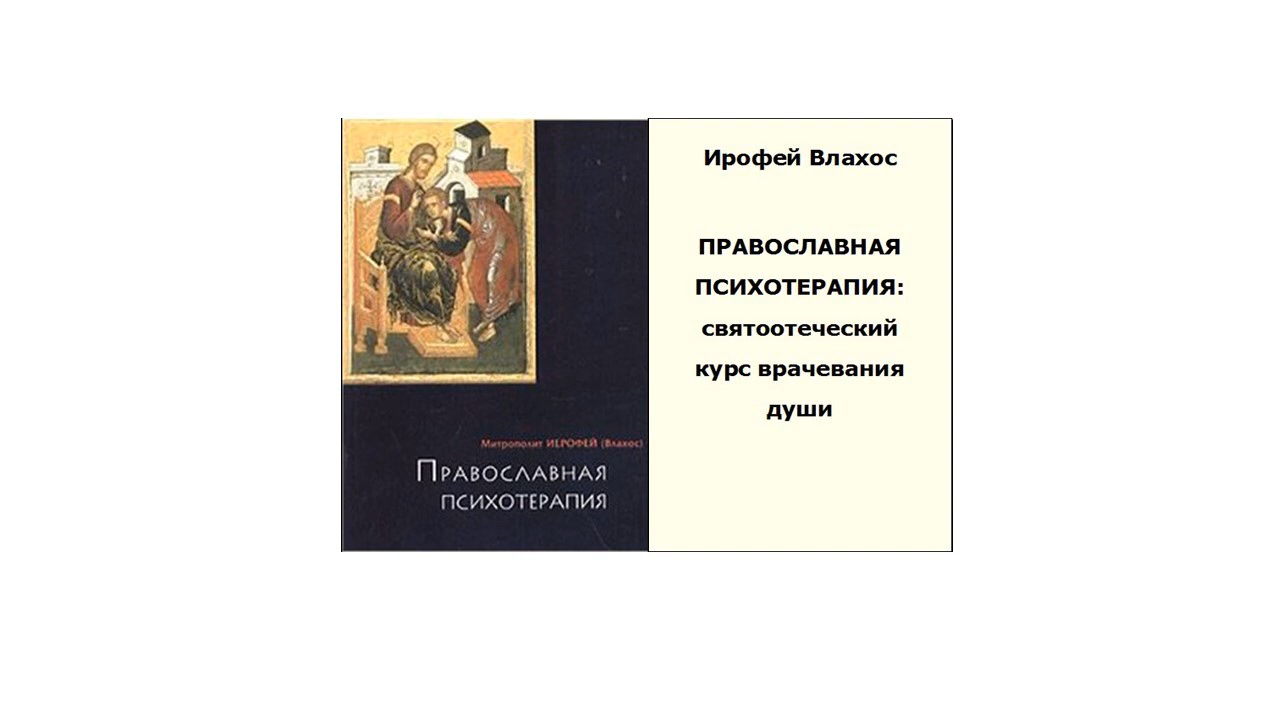 Митрополит ИЕРОФЕЙ (Влахос)
ПРАВОСЛАВНАЯ
ПСИХОТЕРАПИЯ
Ирофей Влахос
ПРАВОСЛАВНАЯ
ПСИХОТЕРАПИЯ:
святоотеческий
курс врачевания
души